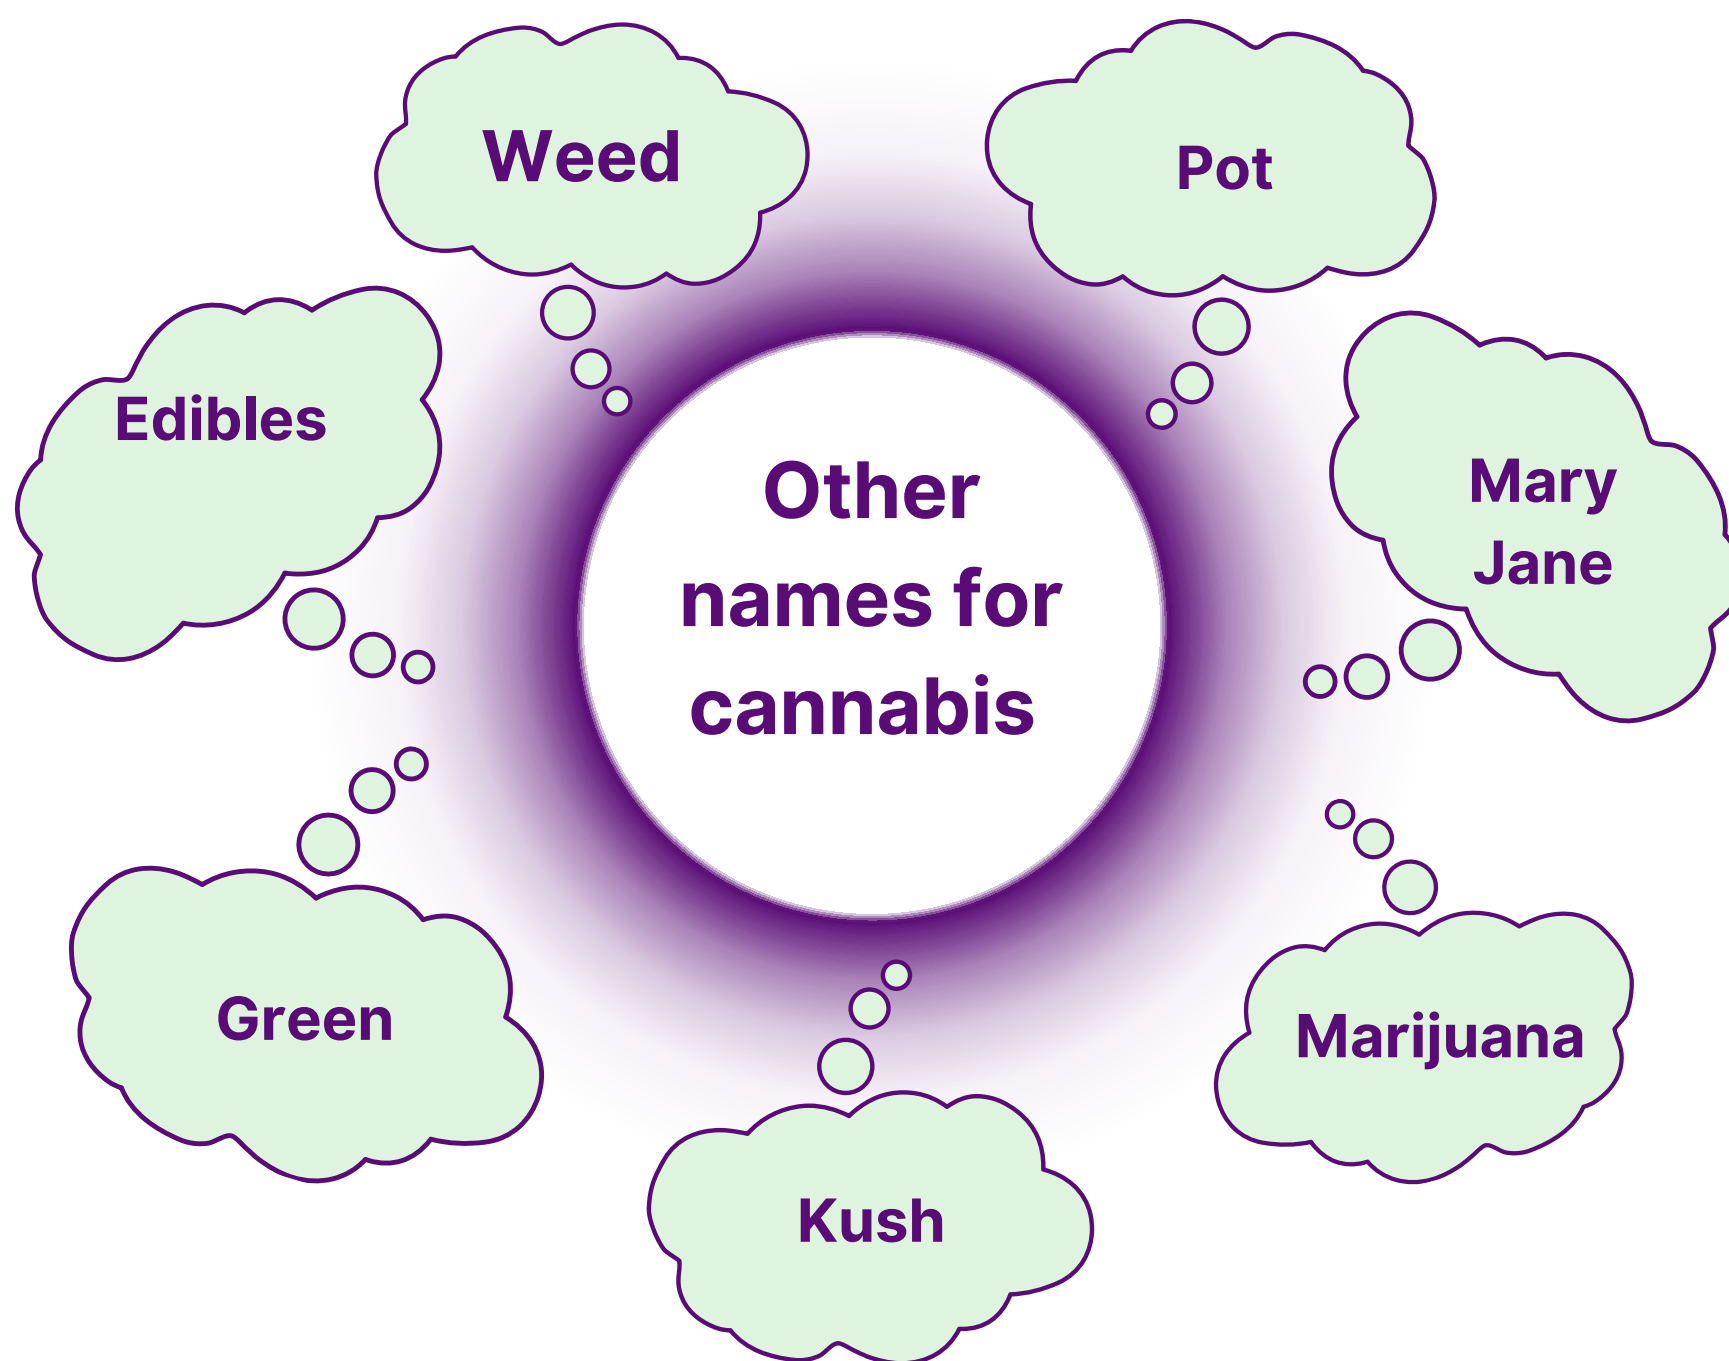 Other
names for
cannabis
Weed
Pot
Mary
Jane
Marijuana
Kush
Green
Edibles